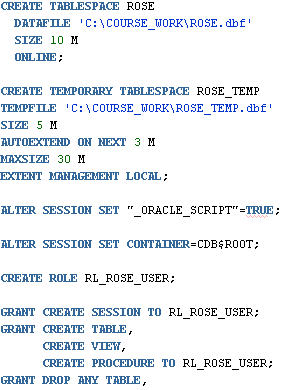 CREATE TABLESPACE ROSE
DATAFILE 'C:\COURSE_WORK\ROSE.dbf'
SIZE 10 M
ONLINE;
CREATE TEMPORARY TABLESPACE ROSE_TEMP
TEMPFILE 'C:\COURSE_WORK\ROSE_TEMP.dbf'
SIZE 5 M
AUTOEXTEND ON NEXT 3 M
MAXSIZE 30 M
EXTENT MANAGEMENT LOCAL;
ALTER SESSION SET "_ORACLE_SCRIPT"=TRUE;
ALTER SESSION SET CONTAINER=CDB$ROOT;
CREATE ROLE RL_ROSE_USER;
GRANT CREATE SESSION TO RL_ROSE_USER;
GRANT CREATE TABLE,
CREATE VIEW,
CREATE PROCEDURE TO RL_ROSE_USER;
GRANT DROP ANY TABLE,